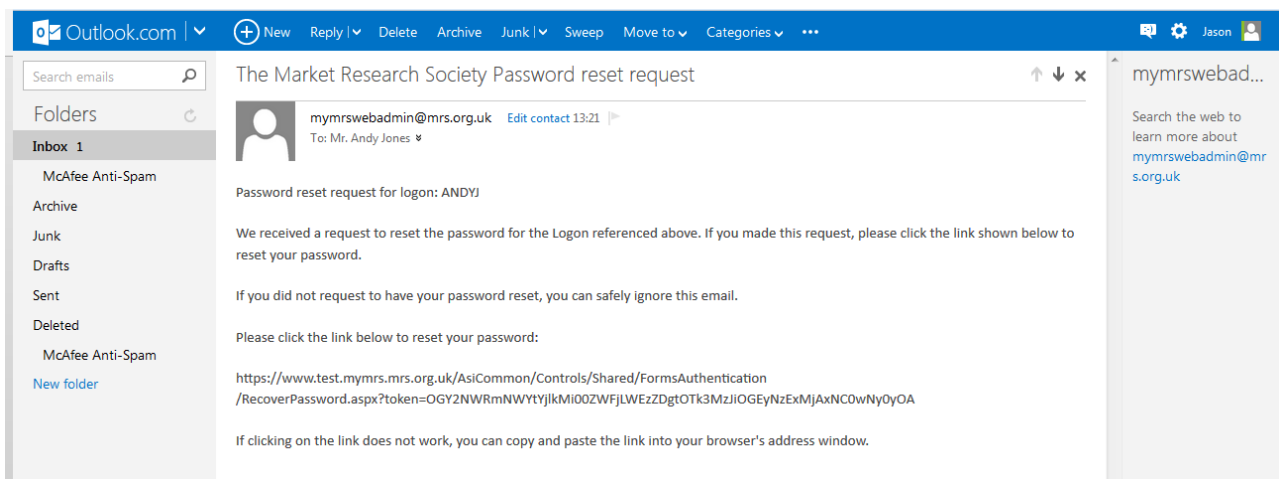 Outlook.com
New Reply Delete Archive Junk Sweep Move to Categories ...
Jason
Search emails
Folders
Inbox 1
McAfee Anti-Spam
Archive
Junk
Drafts
Sent
Deleted
McAfee Anti-Spam
New folder
The Market Research Society Password reset request
mymrswebadmin@mrs.org.uk Edit contact 13:21
To: Mr. Andy Jones
Password reset request for logon: ANDYJ
We received a request to reset the password for the Logon referenced above. If you made this request, please click the link shown below to
reset your password.
If you did not request to have your password reset, you can safely ignore this email.
Please click the link below to reset your password:
https://www.test.mymrs.mrs.org.uk/AsiCommon/Controls/Shared/FormsAuthentication
/RecoverPassword.aspx?token=OGY2NWRmNWYtYjlkMi00ZWFjLWEzZDgtOTk3MzJiOGEyNzExMjAxNC0wNy0yOA
If clicking on the link does not work, you can copy and paste the link into your browser's address window.
mymrswebad...
Search the web to
learn more about
mymrswebadmin@mr
s.org.uk